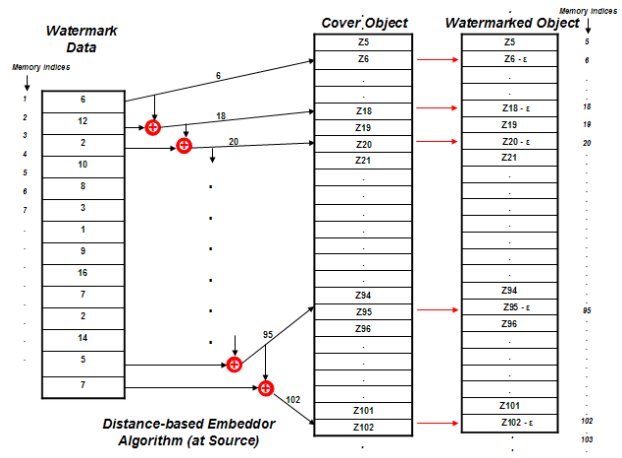 Watermark
Data
Cover Object
Watermarked Object
Memory indices
Memory indices
1
2
3
4
5
6
7
6
12
2
10
8
3
1
9
16
7
2
14
5
7
6
18
20
95
102
Z5
Z6
.
.
Z18
Z19
Z20
Z21
.
.
.
.
.
.
Z94
Z95
Z96
.
.
.
.
Z101
Z102
Z5
Z6 - ε
.
.
Z18 - ε
Z19
Z20 - ε
Z21
.
.
.
.
.
.
Z94
Z95 - ε
Z96
.
.
.
.
Z101
Z102 - ε
5
6
18
19
20
95
102
103
Distance-based Embeddor
Algorithm (at Source)